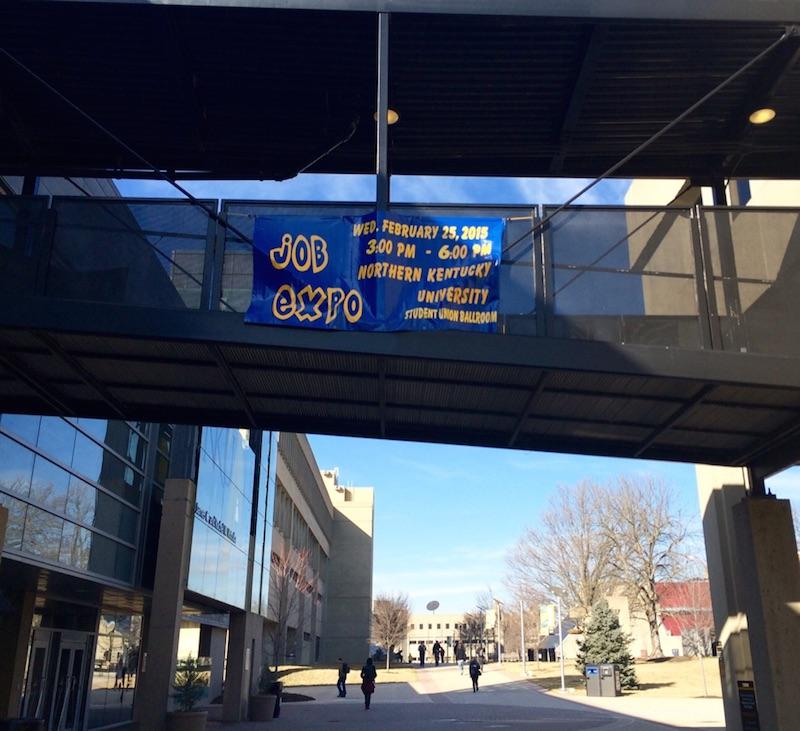 JOB
EXPO
WED, FEBRUARY 25, 2015
3:00 PM - 6:00 PM
NORTHERN KENTUCKY
UNIVERSITY
STUDENT UNION BALLROOM